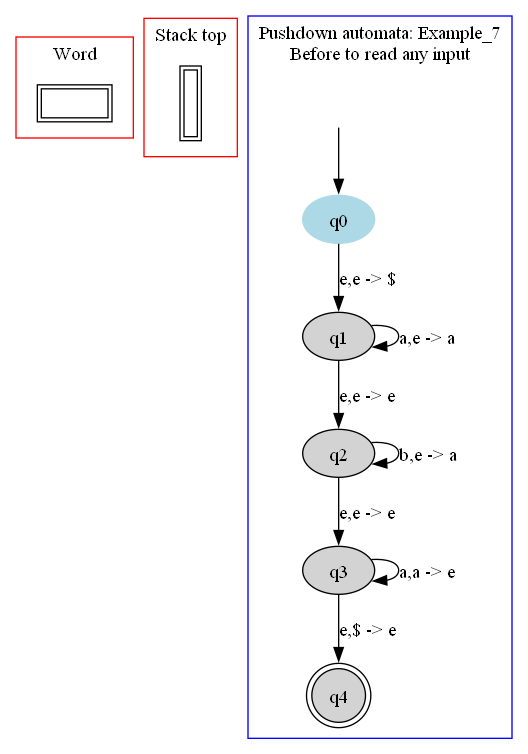 Word
Stack top
Pushdown automata: Example_7
Before to read any input
q0
e,e -> $
q1
a,e -> a
e,e -> e
q2
b,e -> a
e,e -> e
q3
a,a -> e
e,$ -> e
q4